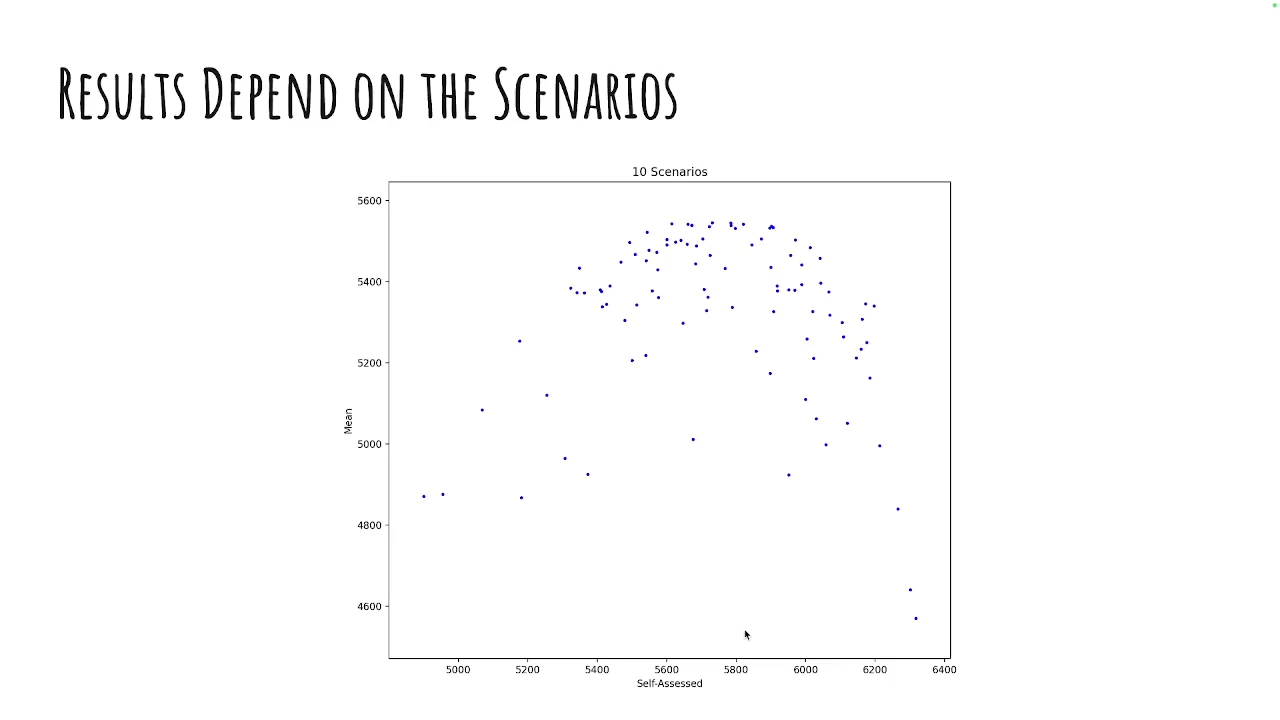 Results Depend on the Scenarios
10 Scenarios
5600
5400
5200
5000
4800
4600
Mean
5000 5200 5400 5600 5800 6000 6200 6400
Self-Assessed